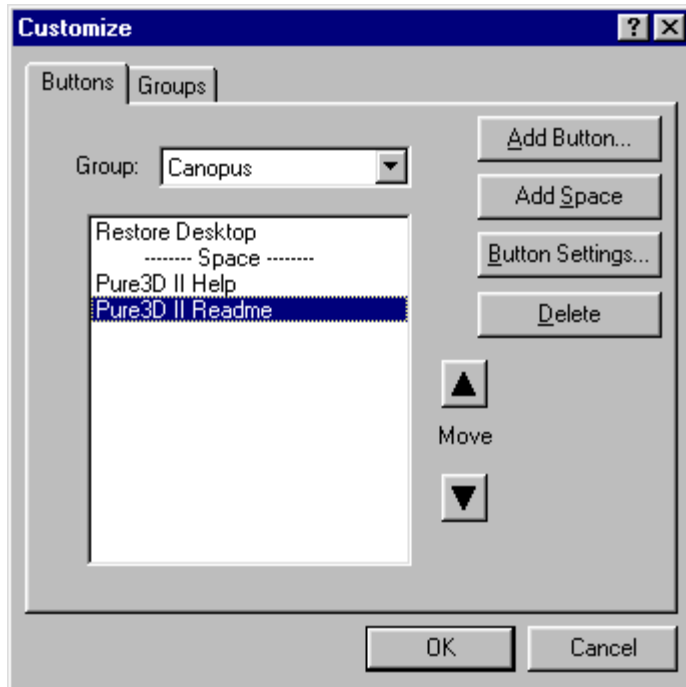 Customize
Buttons Groups
Group: Canopus
Add Button...
Add Space
Button Settings...
Delete
Restore Desktop
-------- Space --------
Pure3D II Help
Pure3D II Readme
Move
OK Cancel